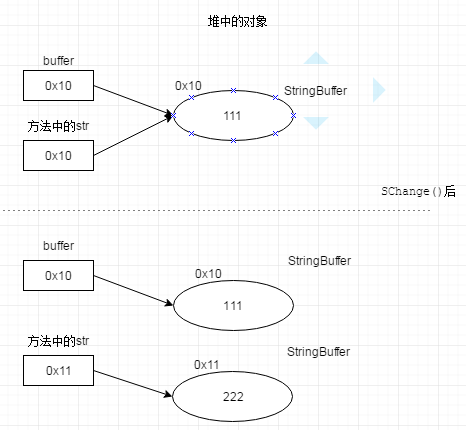 堆中的对象
buffer
0x10
0x10
StringBuffer
111
方法中的str
0x10
SChange()后
buffer
0x10
0x10
StringBuffer
111
方法中的str
0x11
0x11
StringBuffer
222